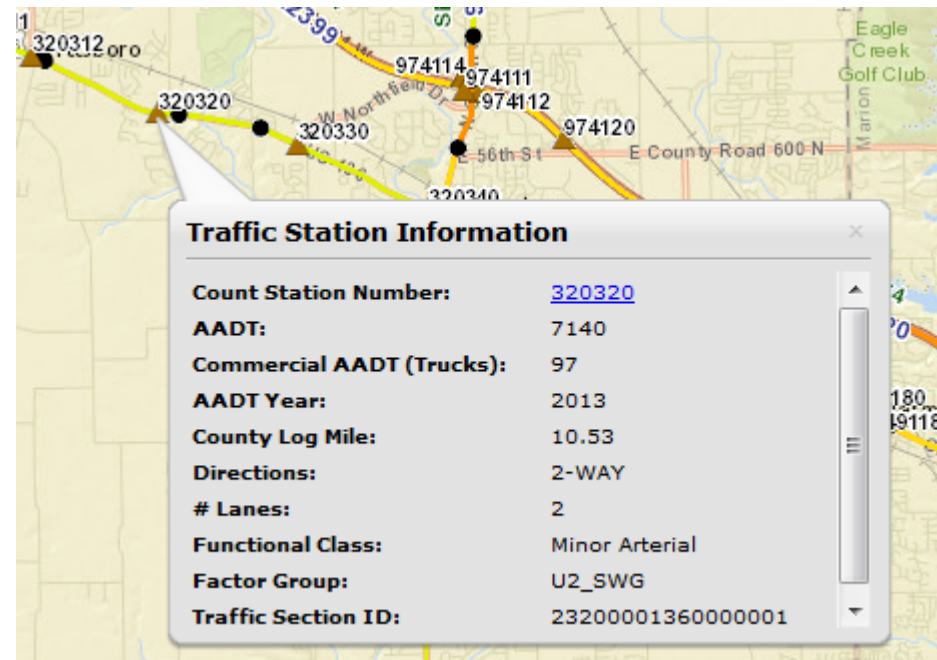 1
320312
oro
320320
W Northfield Dr
320330
974114
974111
974112
974120
E 56th St
E County Road 600 N
Marion
Eagle
Creek
Golf Club
320340
Traffic Station Information
Count Station Number: 320320
AADT: 7140
Commercial AADT (Trucks): 97
AADT Year: 2013
County Log Mile: 10.53
Directions: 2-WAY
# Lanes: 2
Functional Class: Minor Arterial
Factor Group: U2_SWG
Traffic Section ID: 23200001360000001
180
49118